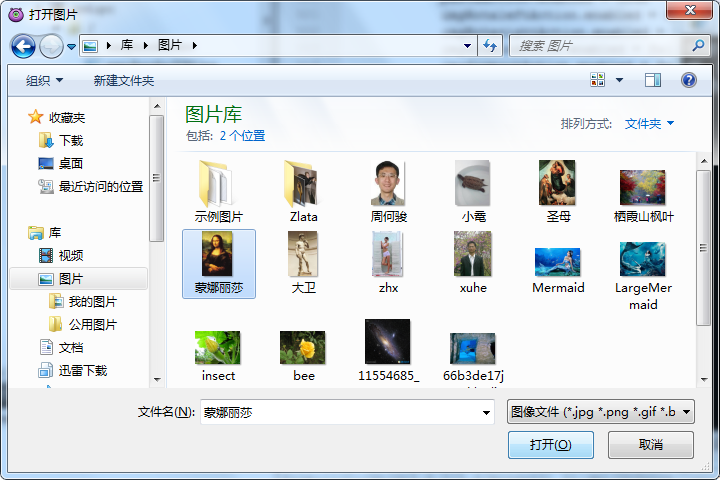 打开图片
库 图片
搜索 图片
组织 新建文件夹
收藏夹
下载
桌面
最近访问的位置
库
视频
图片
我的图片
公用图片
文档
迅雷下载
图片库
包括: 2 个位置
排列方式: 文件夹
示例图片 Zlata 周何骏 小鼋 圣母 栖霞山枫叶
蒙娜丽莎 大卫 zhx xuhe Mermaid LargeMer
maid
insect bee 11554685_ 66b3de17j
文件名(N): 蒙娜丽莎 图像文件 (*.jpg *.png *.gif *.b
打开(O) 取消